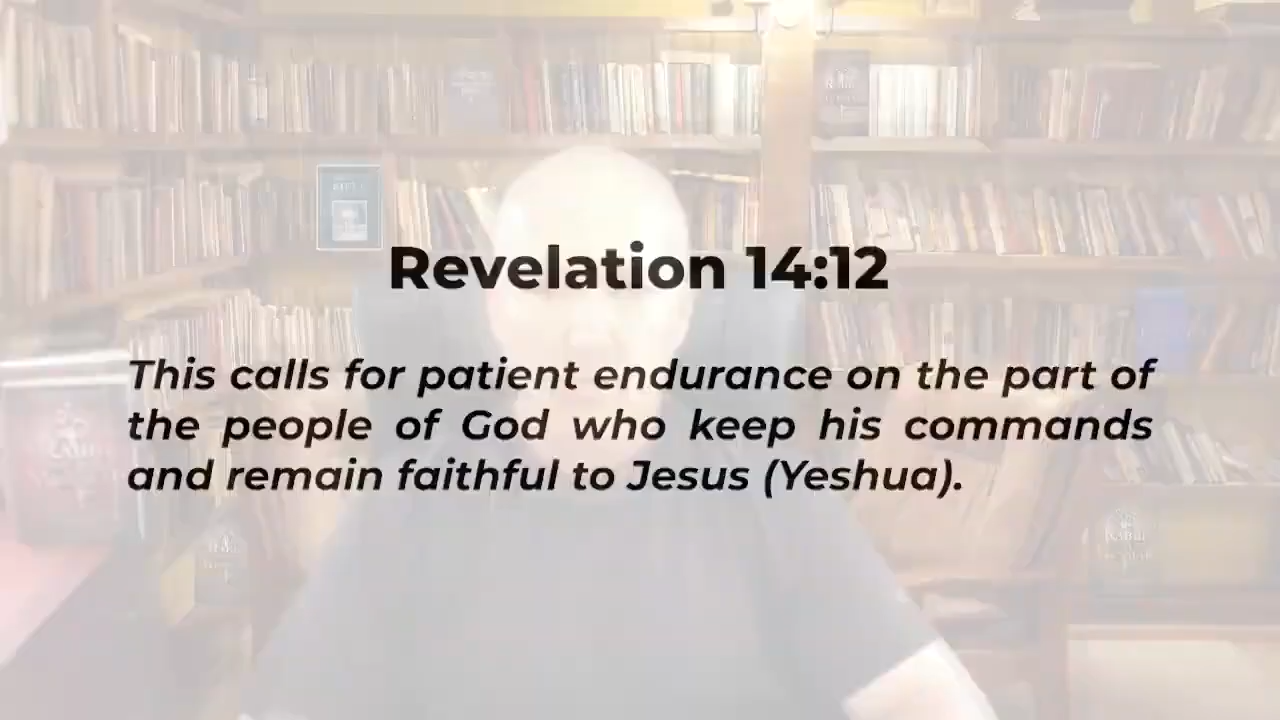 Revelation 14:12
This calls for patient endurance on the part of
the people of God who keep his commands
and remain faithful to Jesus (Yeshua).